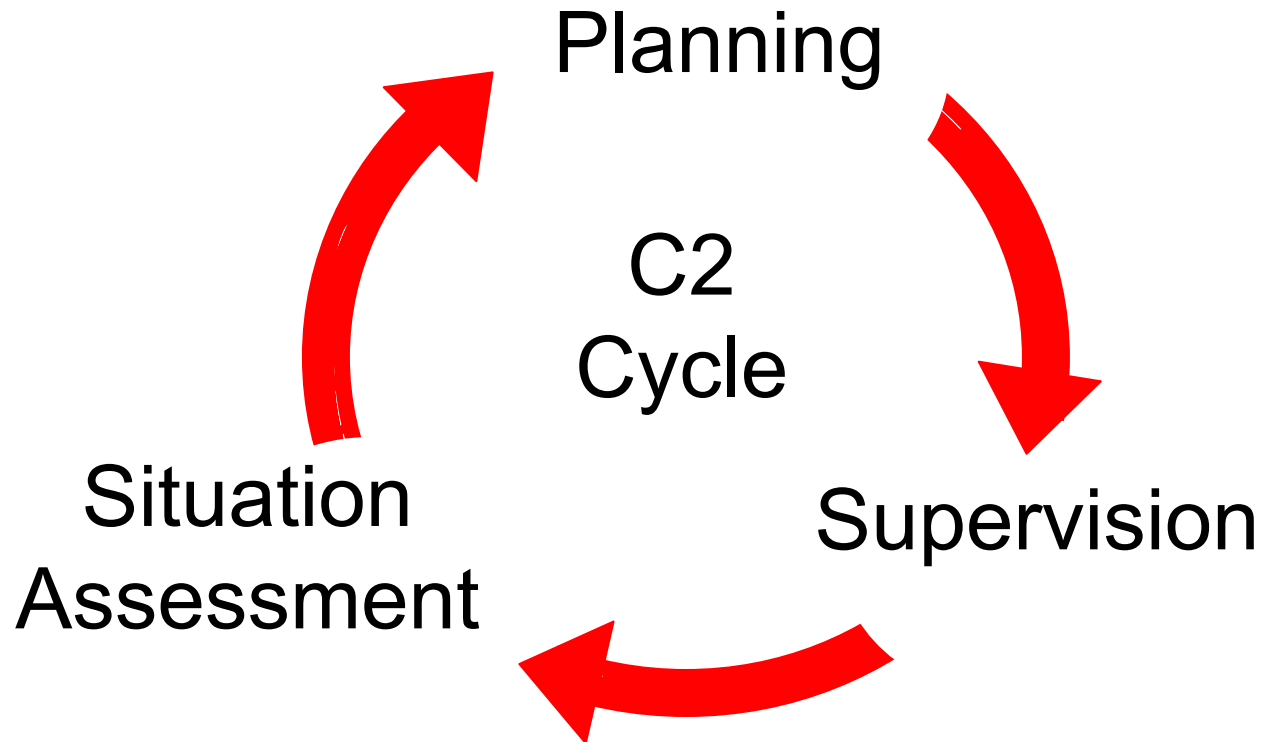 Planning
C2
Cycle
Situation
Assessment
Supervision